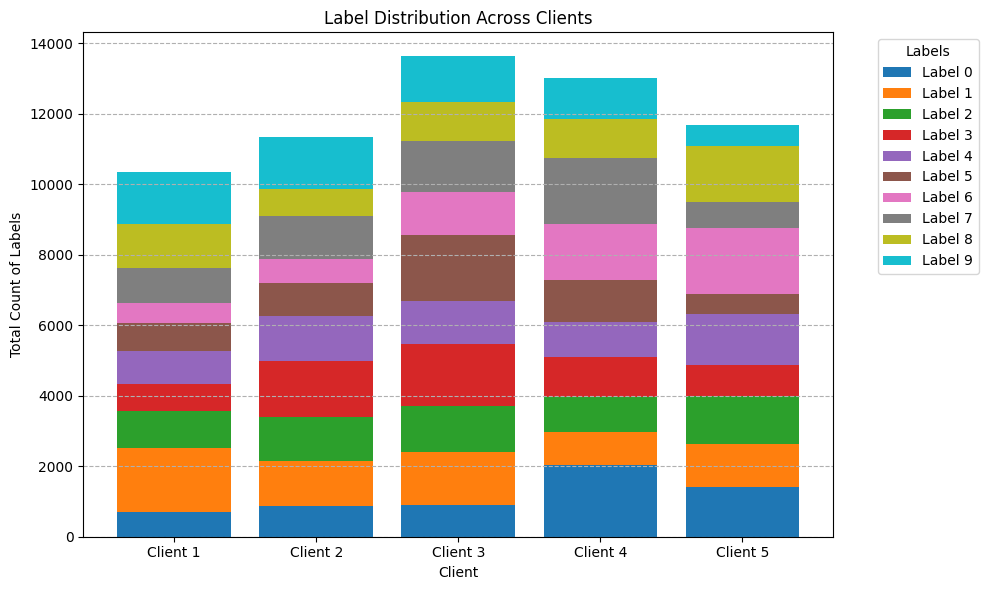 Label Distribution Across Clients
Total Count of Labels
14000
12000
10000
8000
6000
4000
2000
0
Client 1
Client 2
Client 3
Client 4
Client 5
Client
Labels
Label 0
Label 1
Label 2
Label 3
Label 4
Label 5
Label 6
Label 7
Label 8
Label 9